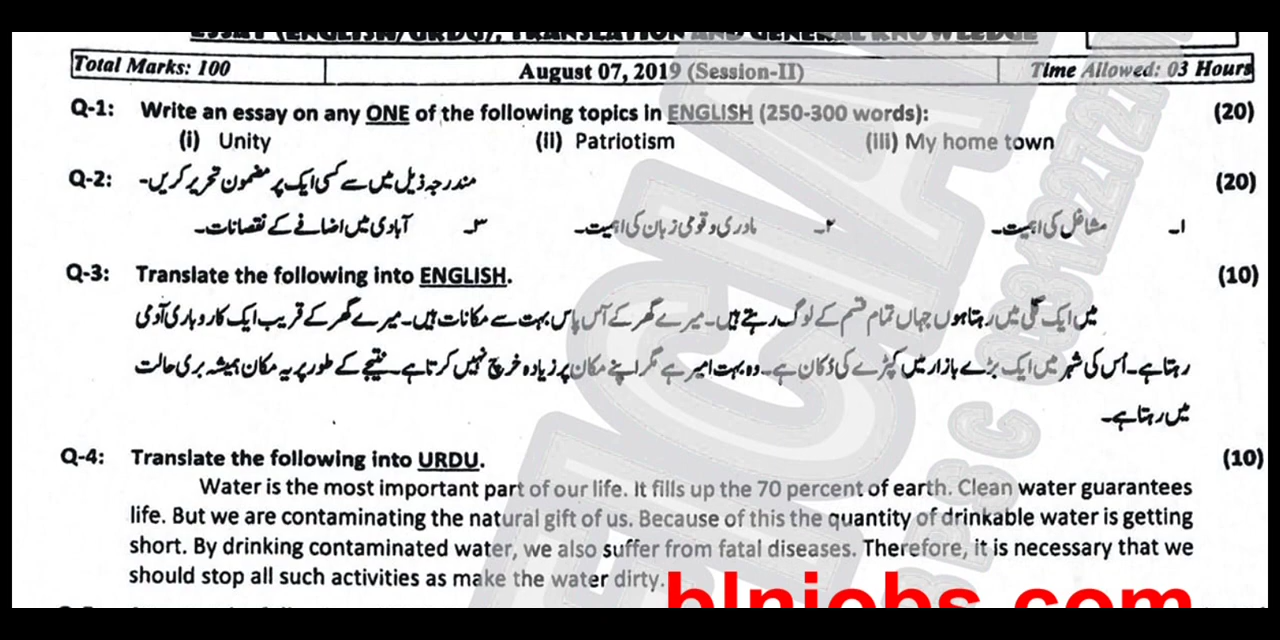 ESSAY (ENGLISH/URDU), TRANSLATION AND GENERAL KNOWLEDGE
Total Marks: 100 August 07, 2019 (Session-II) Time Allowed: 03 Hours
Q-1: Write an essay on any ONE of the following topics in ENGLISH (250-300 words): (20)
(i) Unity (ii) Patriotism (iii) My home town
Q-2: مندرجہ ذیل میں سے کسی ایک پر مضمون تحریر کریں۔ (20)
۱۔ مشاغل کی اہمیت۔ ۲۔ مادری و قومی زبان کی اہمیت۔ ۳۔ آبادی میں اضافے کے نقصانات۔
Q-3: Translate the following into ENGLISH. (10)
میں ایک گلی میں رہتا ہوں جہاں تمام قسم کے لوگ رہتے ہیں۔ میرے گھر کے آس پاس بہت سے مکانات ہیں۔ میرے گھر کے قریب ایک کاروباری آدمی
رہتا ہے۔ اُس کی شہر میں ایک بڑے بازار میں کپڑے کی دُکان ہے۔ وہ بہت امیر ہے مگر اپنے مکان پر زیادہ خرچ نہیں کرتا ہے۔ نتیجے کے طور پر یہ مکان ہمیشہ بری حالت
میں رہتا ہے۔
Q-4: Translate the following into URDU. (10)
Water is the most important part of our life. It fills up the 70 percent of earth. Clean water guarantees
life. But we are contaminating the natural gift of us. Because of this the quantity of drinkable water is getting
short. By drinking contaminated water, we also suffer from fatal diseases. Therefore, it is necessary that we
should stop all such activities as make the water dirty.
blnjobs.com